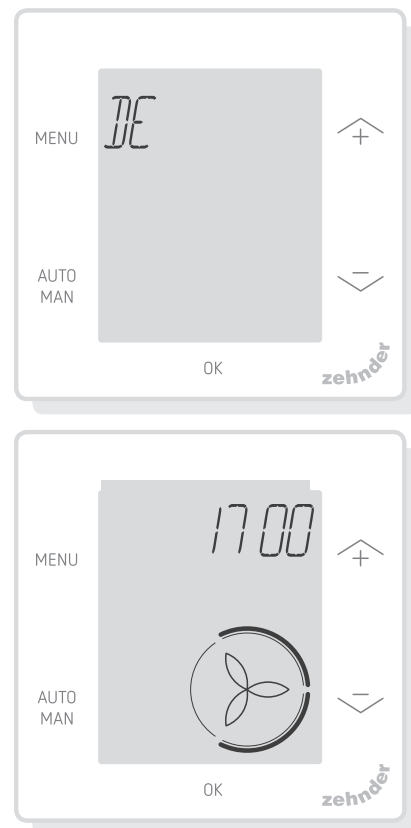 DE
MENU
AUTO
MAN
OK
zehnder
17 00
MENU
AUTO
MAN
OK
zehnder